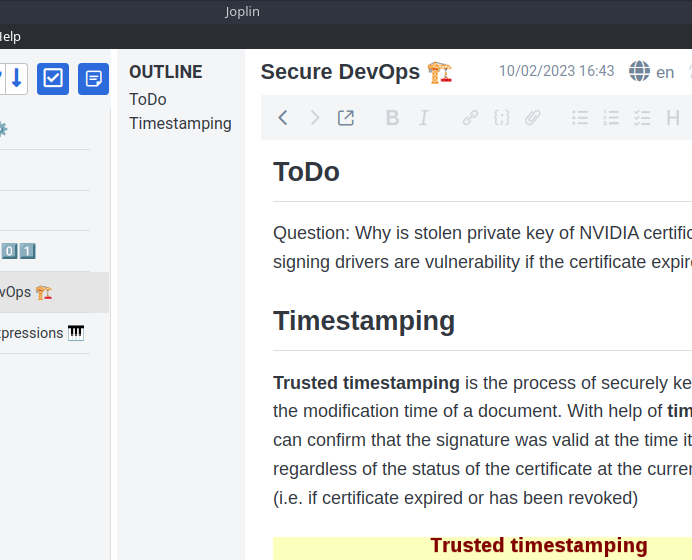 Joplin
Help
OUTLINE
ToDo
Timestamping
Secure DevOps 🏗️
10/02/2023 16:43
en
B I {;} H
ToDo
Question: Why is stolen private key of NVIDIA certific
signing drivers are vulnerability if the certificate expire
0 1
vOps 🏗️
pressions 🎹
Timestamping
Trusted timestamping is the process of securely ke
the modification time of a document. With help of tim
can confirm that the signature was valid at the time it
regardless of the status of the certificate at the curre
(i.e. if certificate expired or has been revoked)
Trusted timestamping